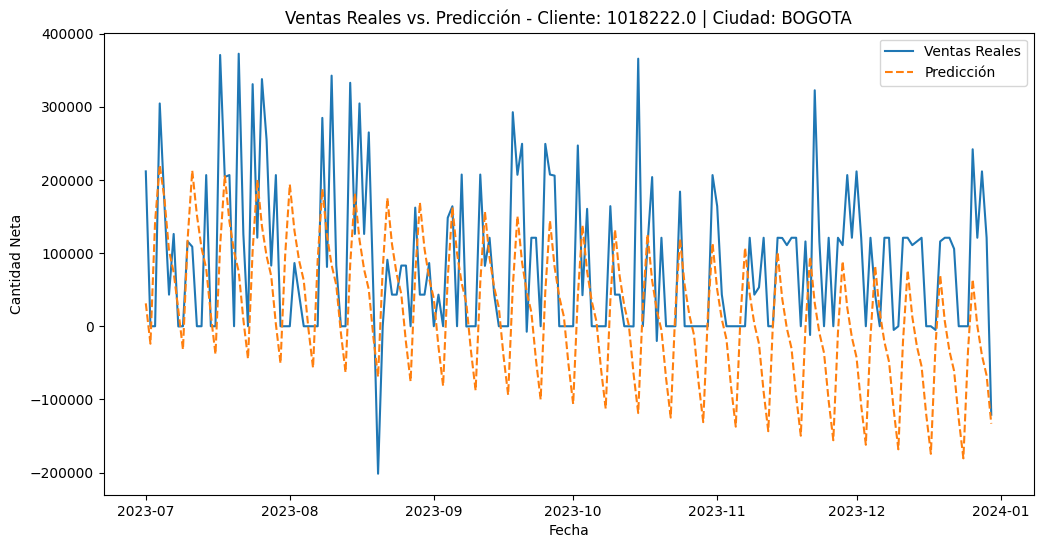 Ventas Reales vs. Predicción - Cliente: 1018222.0 | Ciudad: BOGOTA
Ventas Reales
Predicción
Cantidad Neta
400000
300000
200000
100000
0
−100000
−200000
2023-07 2023-08 2023-09 2023-10 2023-11 2023-12 2024-01
Fecha